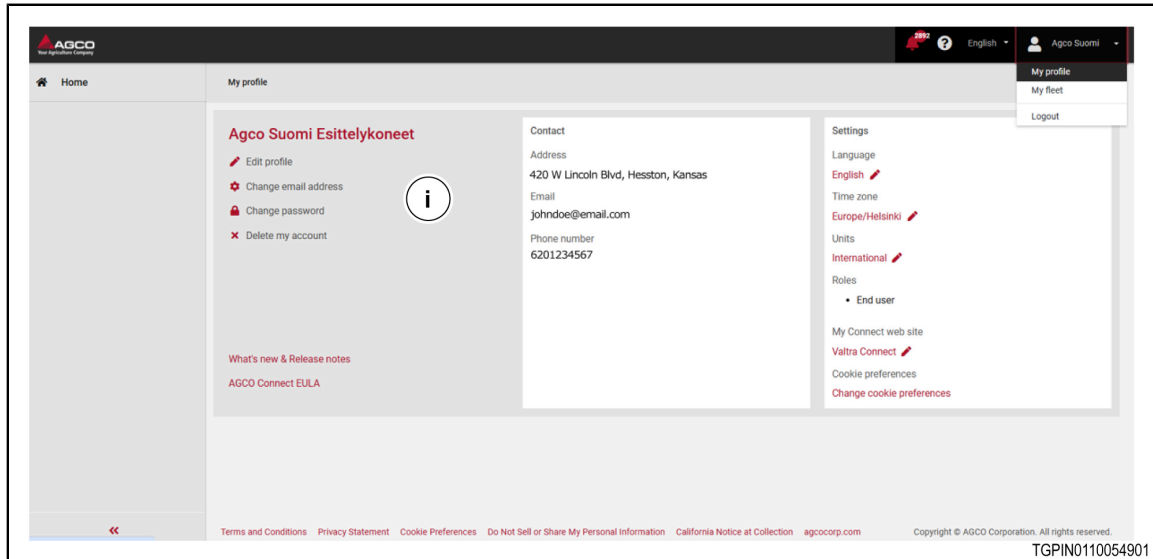 AGCO
Your Agriculture Company
2892
?
English
Agco Suomi
My profile
My fleet
Logout
Home
My profile
Agco Suomi Esittelykoneet
Edit profile
Change email address
Change password
Delete my account
i
What's new & Release notes
AGCO Connect EULA
Contact
Address
420 W Lincoln Blvd, Hesston, Kansas
Email
johndoe@email.com
Phone number
6201234567
Settings
Language
English
Time zone
Europe/Helsinki
Units
International
Roles
• End user
My Connect web site
Valtra Connect
Cookie preferences
Change cookie preferences
«
Terms and Conditions Privacy Statement Cookie Preferences Do Not Sell or Share My Personal Information California Notice at Collection agcocorp.com Copyright © AGCO Corporation. All rights reserved.
TGPIN0110054901